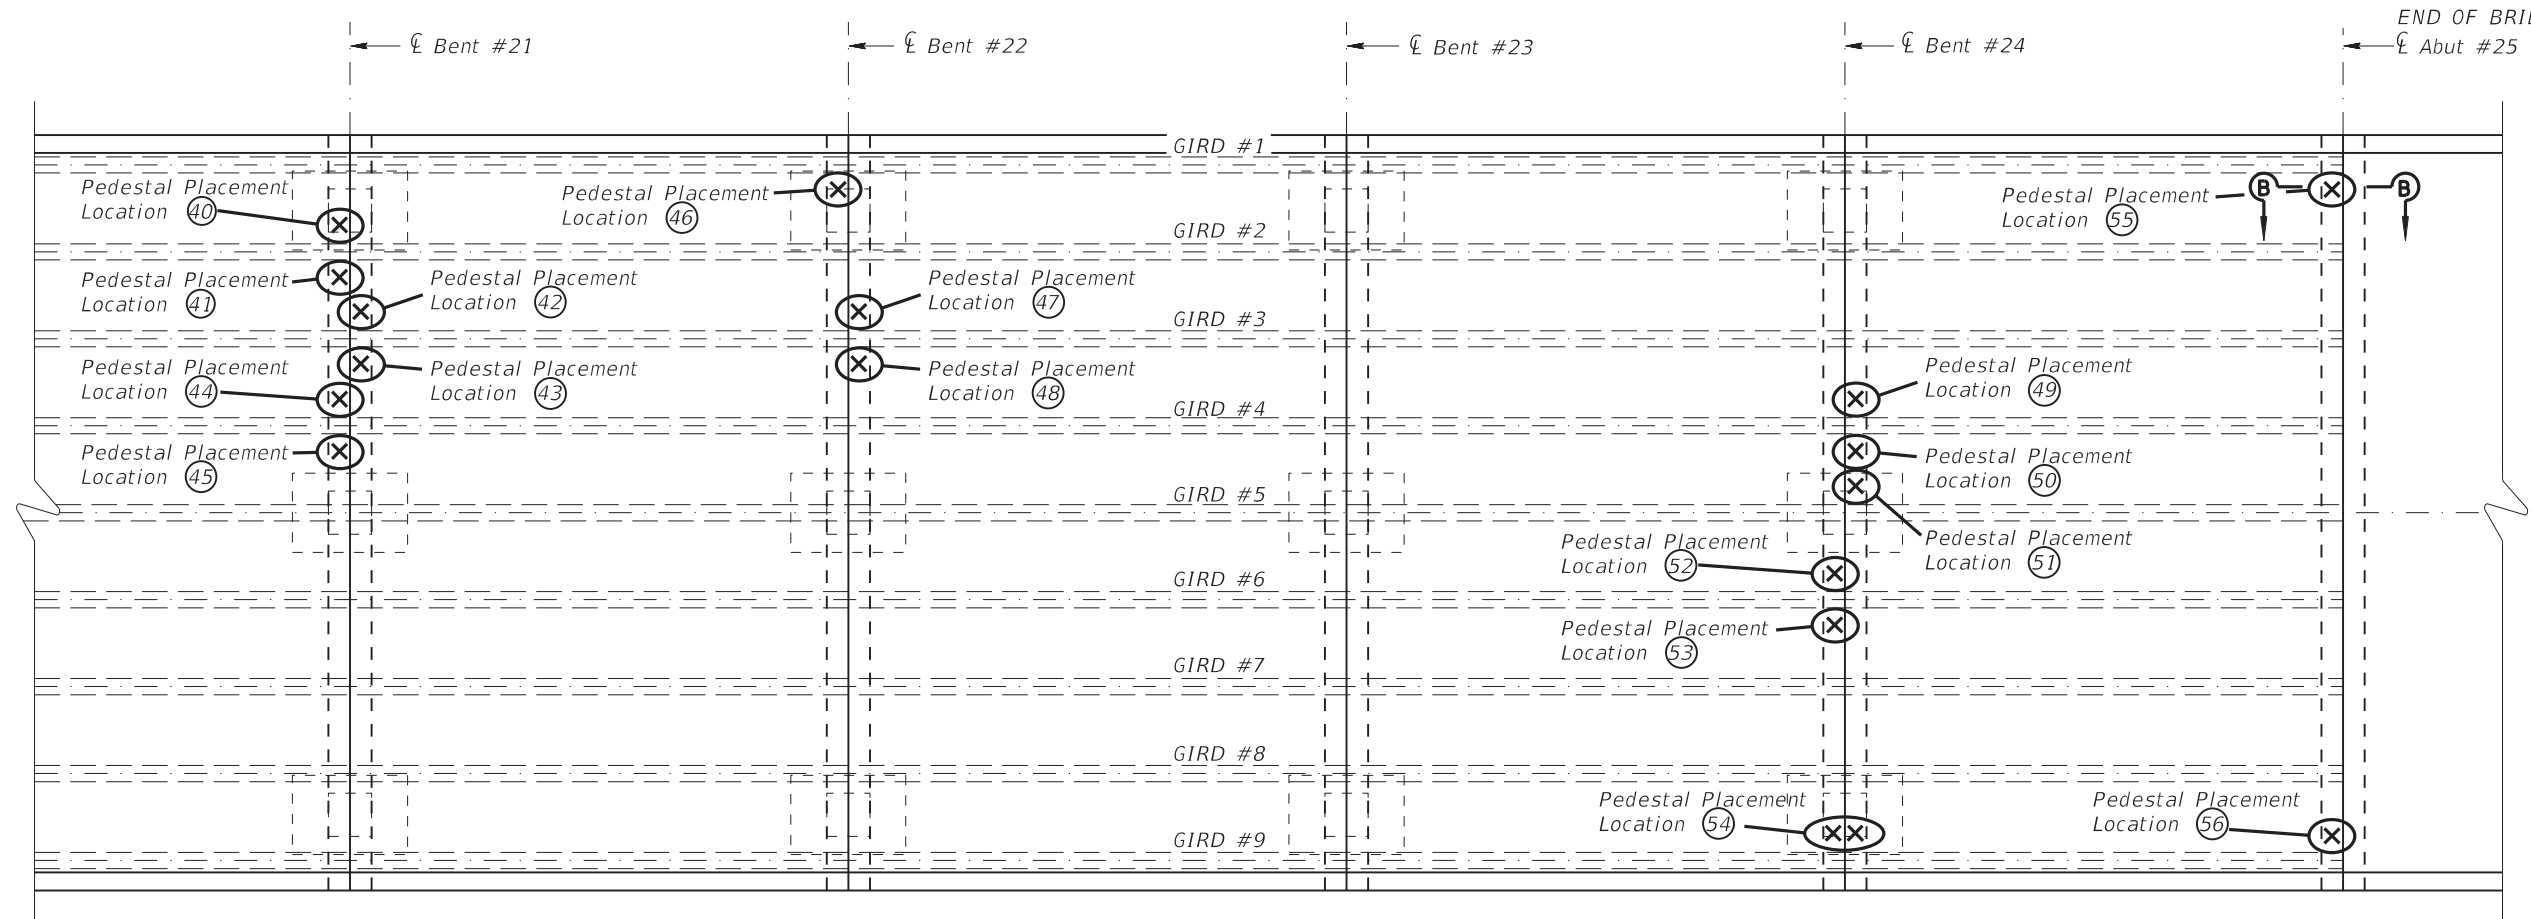 ℄ Bent #21
℄ Bent #22
℄ Bent #23
℄ Bent #24
END OF
℄ Abut #25
GIRD #1
Pedestal Placement
Location 40
Pedestal Placement
Location 46
Pedestal Placement
Location 55
B
B
GIRD #2
Pedestal Placement
Location 41
Pedestal Placement
Location 42
Pedestal Placement
Location 47
GIRD #3
Pedestal Placement
Location 44
Pedestal Placement
Location 43
Pedestal Placement
Location 48
Pedestal Placement
Location 49
GIRD #4
Pedestal Placement
Location 45
Pedestal Placement
Location 50
GIRD #5
Pedestal Placement
Location 51
Pedestal Placement
Location 52
GIRD #6
Pedestal Placement
Location 53
GIRD #7
GIRD #8
Pedestal Placement
Location 54
Pedestal Placement
Location 56
GIRD #9